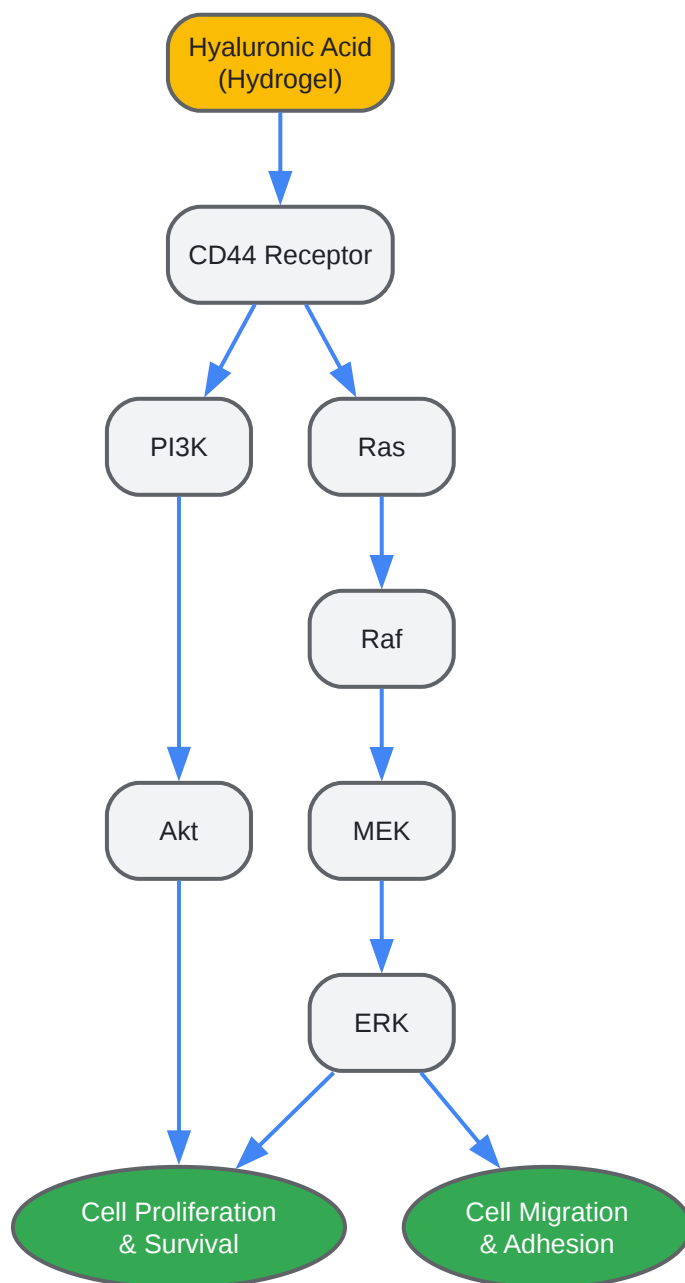 Hyaluronic Acid
(Hydrogel)
CD44 Receptor
PI3K
Ras
Raf
Akt
MEK
ERK
Cell Proliferation
& Survival
Cell Migration
& Adhesion